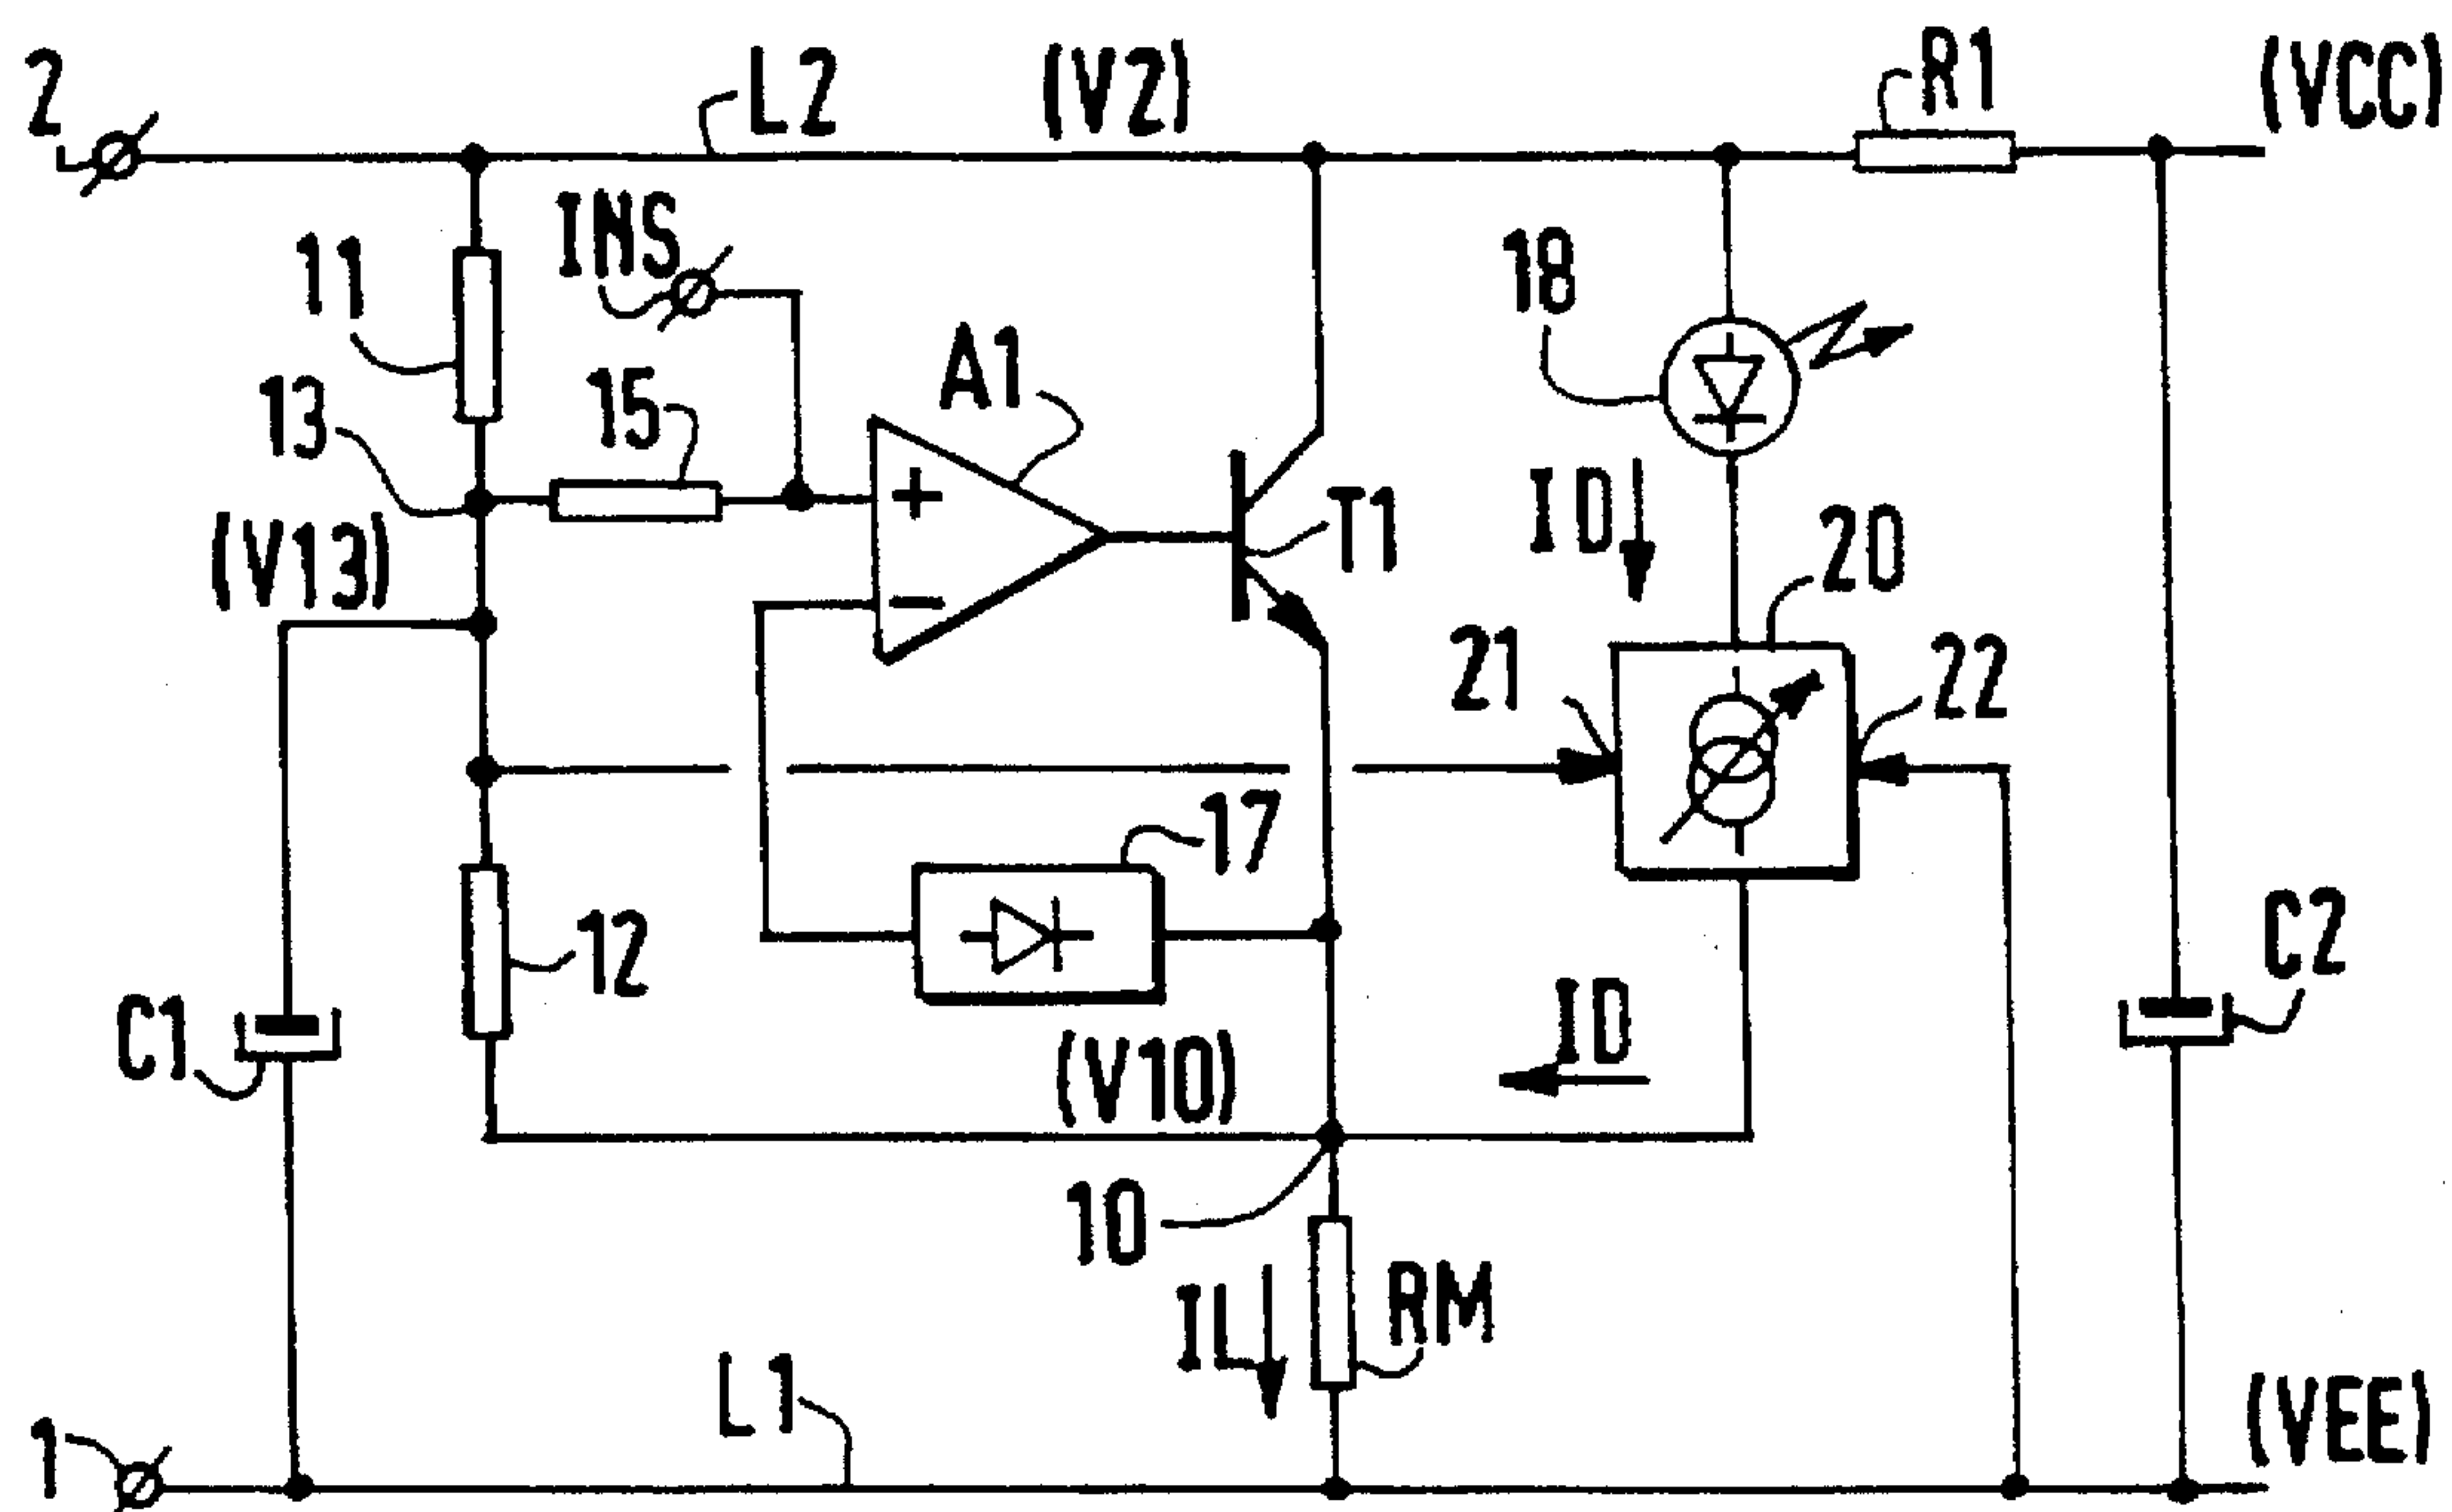 2
L2
(V2)
R1
(VCC)
INS
11
18
A1
15
13
ID
T1
20
(V13)
+
−
21
22
17
12
C2
C1
ID
(V10)
10
IL
RM
L1
(VEE)
1